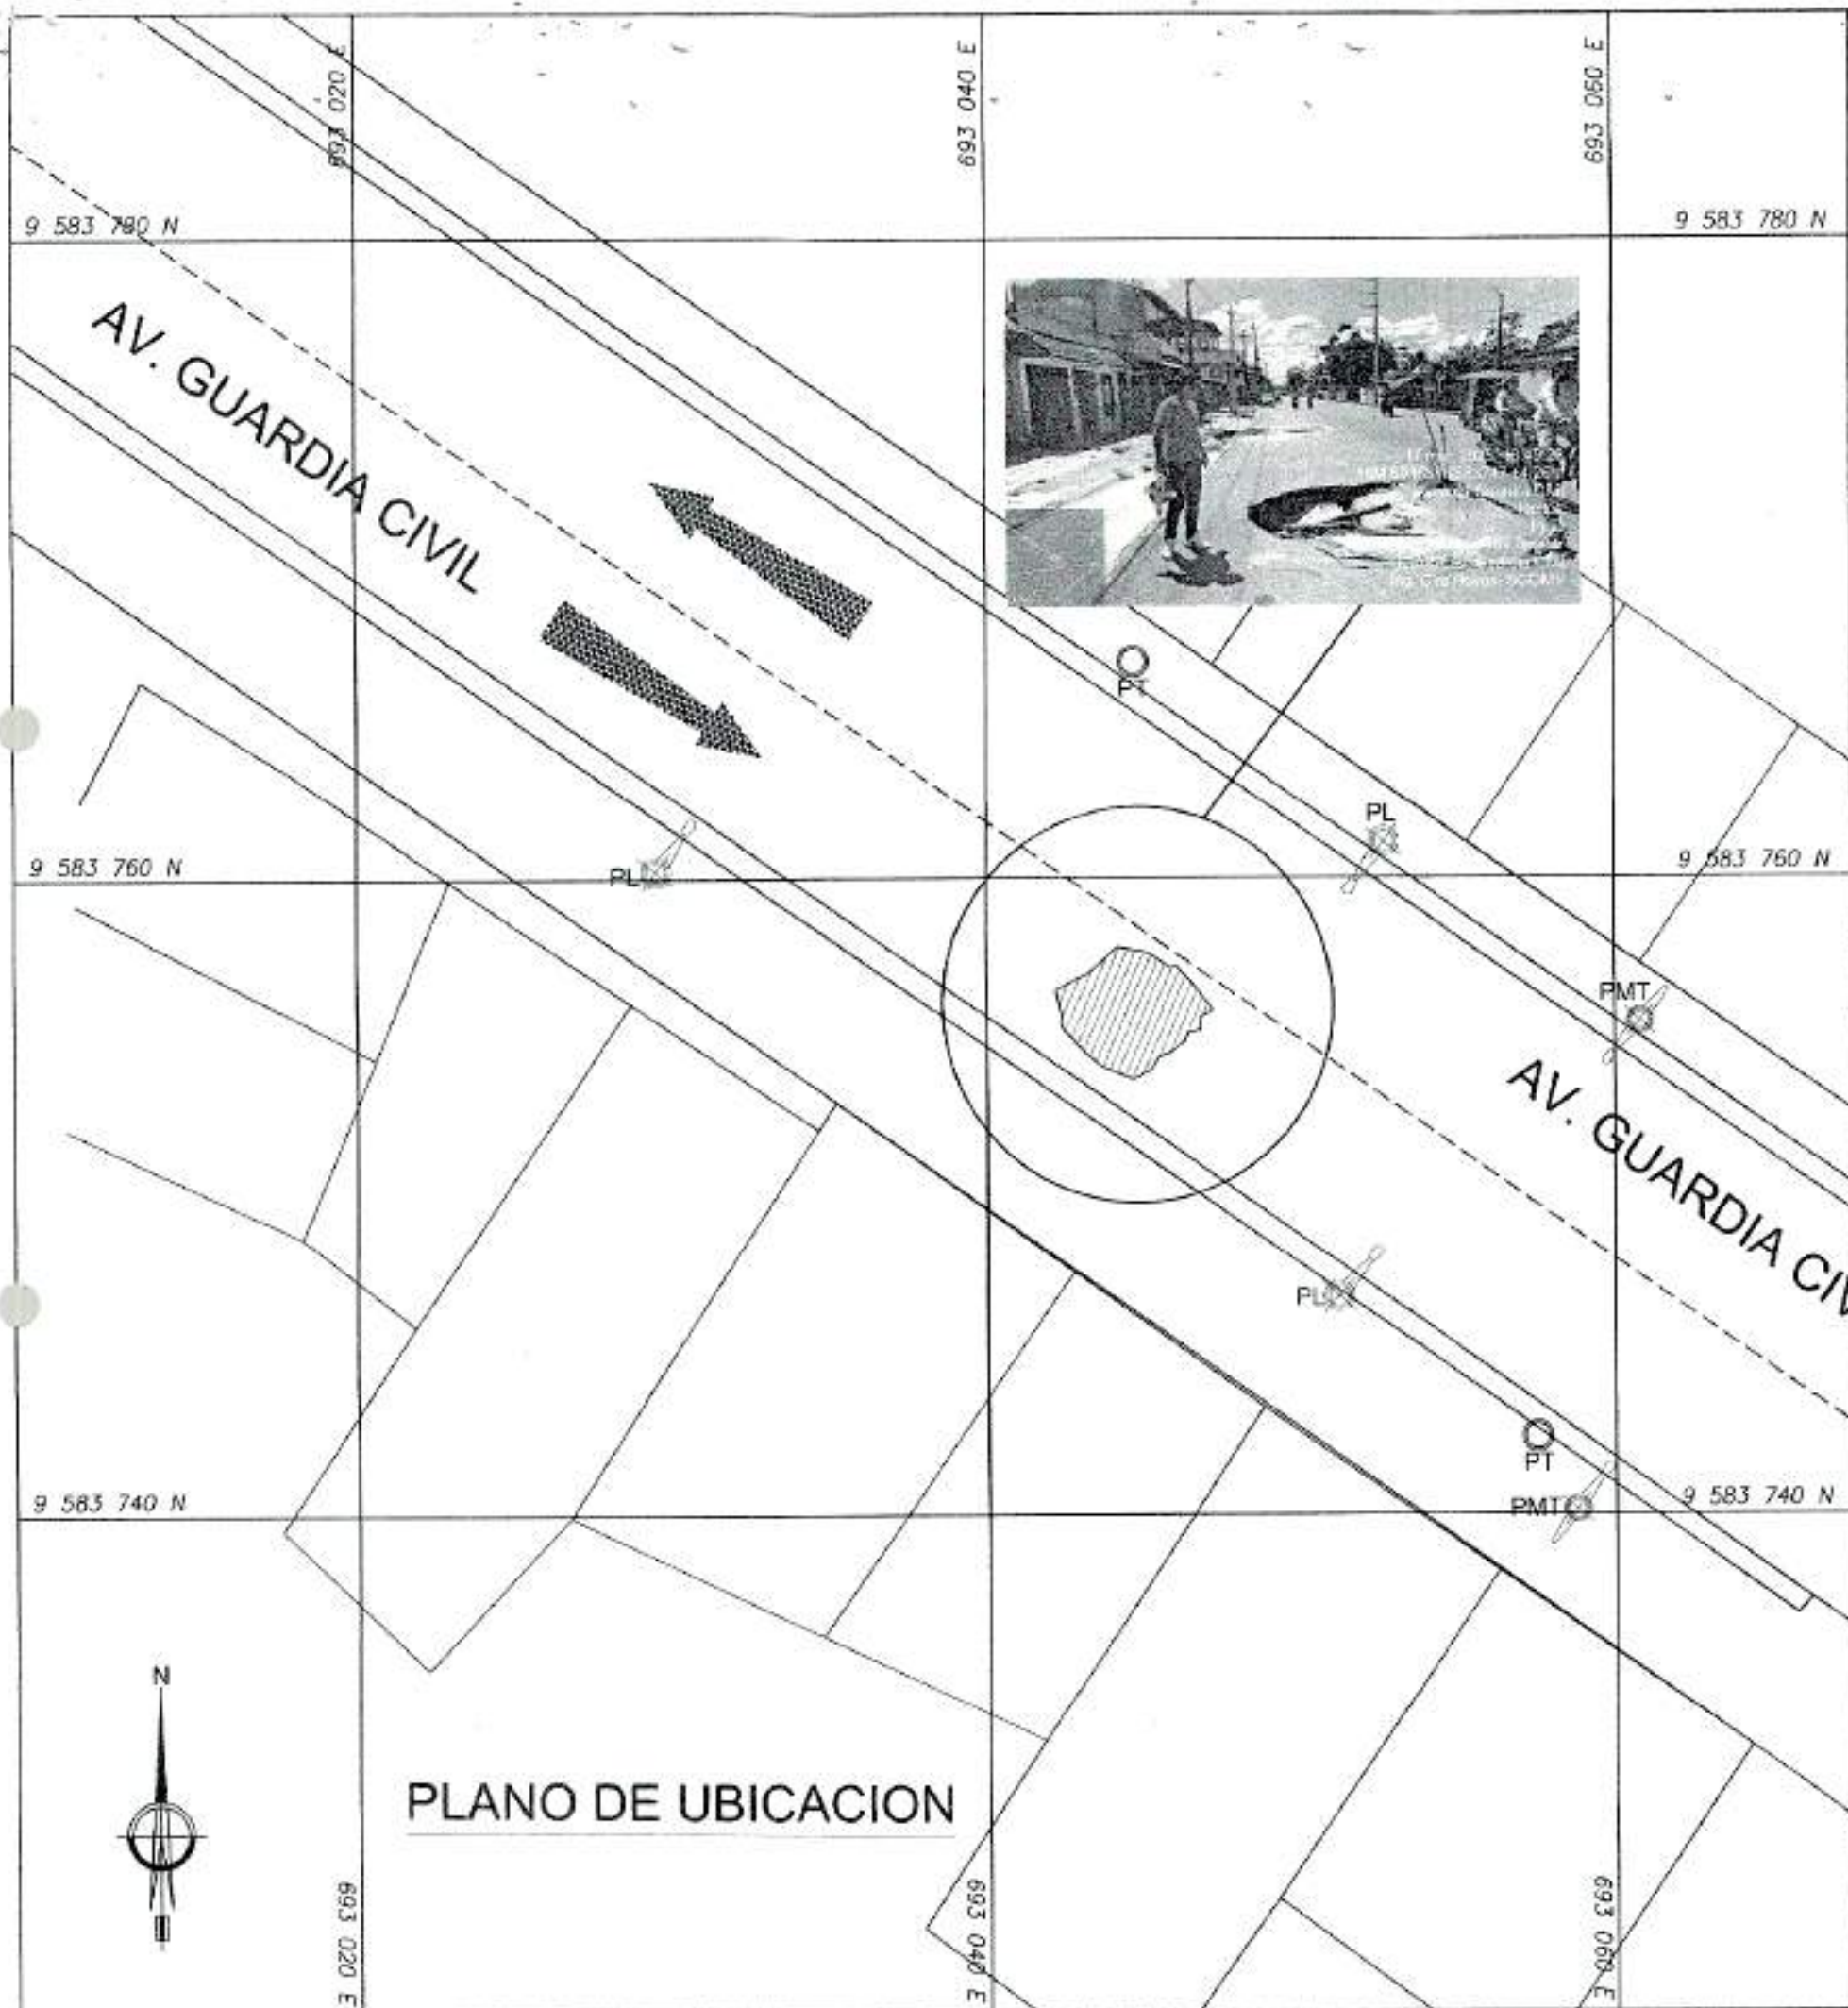 693 020 E
693 040 E
693 060 E
9 583 780 N
9 583 780 N
AV. GUARDIA CIVIL
PT
PL
9 583 760 N
PL
9 583 760 N
PMT
AV. GUARDIA CIV
PL
PT
9 583 740 N
PMT
9 583 740 N
N
PLANO DE UBICACION
693 020 E
693 040 E
693 060 E